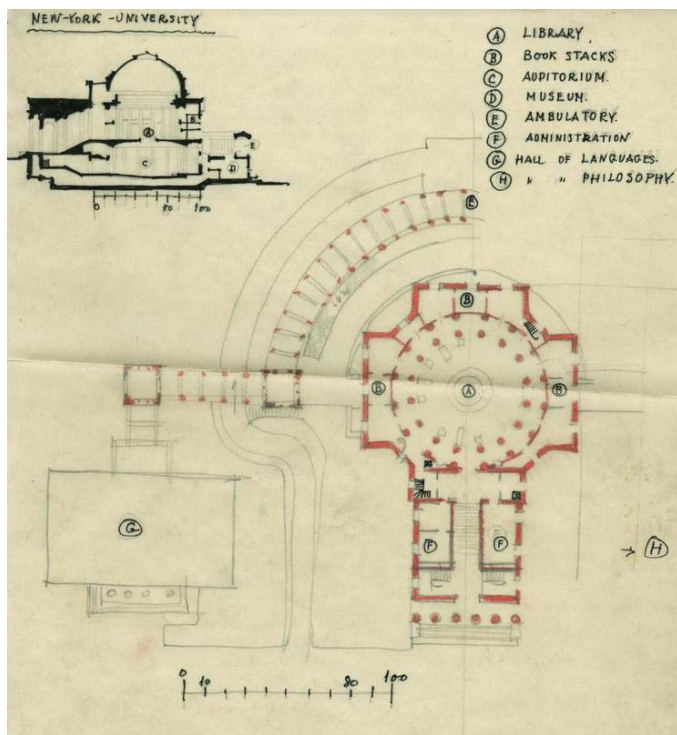 NEW-YORK-UNIVERSITY
A LIBRARY.
B BOOK STACKS
C AUDITORIUM.
D MUSEUM.
E AMBULATORY.
F ADMINISTRATION
G HALL OF LANGUAGES.
H " " PHILOSOPHY.
A
B
C
D
E
0 80 100
E
B
B
A
B
G
F
F
H
0 10 80 100